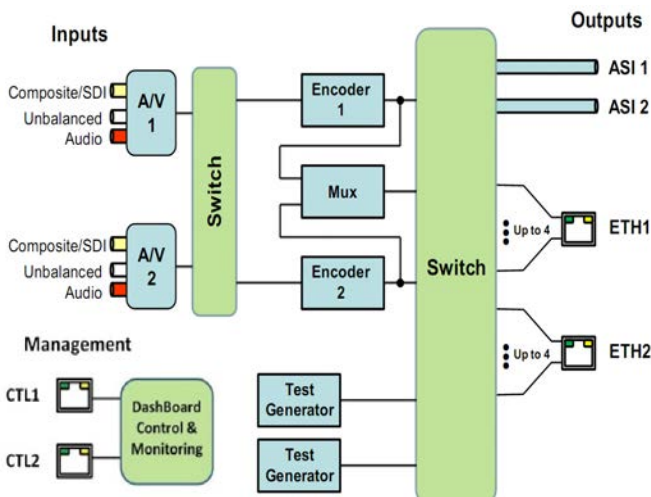 Inputs
Outputs
Composite/SDI
Unbalanced
Audio
A/V
1
Switch
Encoder
1
ASI 1
ASI 2
Mux
Up to 4
ETH1
Composite/SDI
Unbalanced
Audio
A/V
2
Encoder
2
Switch
Up to 4
ETH2
Management
CTL1
CTL2
DashBoard
Control &
Monitoring
Test
Generator
Test
Generator